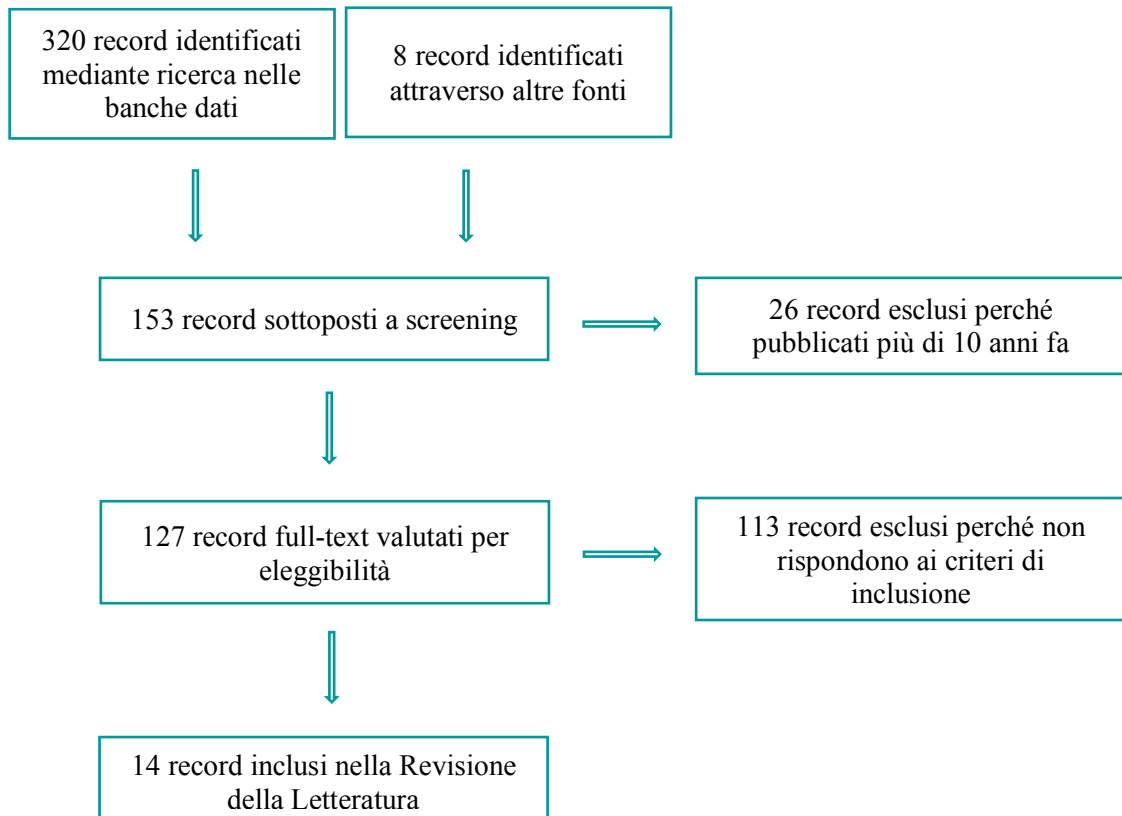 320 record identificati
mediante ricerca nelle
banche dati
8 record identificati
attraverso altre fonti
153 record sottoposti a screening
26 record esclusi perché
pubblicati più di 10 anni fa
127 record full-text valutati per
eleggibilità
113 record esclusi perché non
rispondono ai criteri di
inclusione
14 record inclusi nella Revisione
della Letteratura